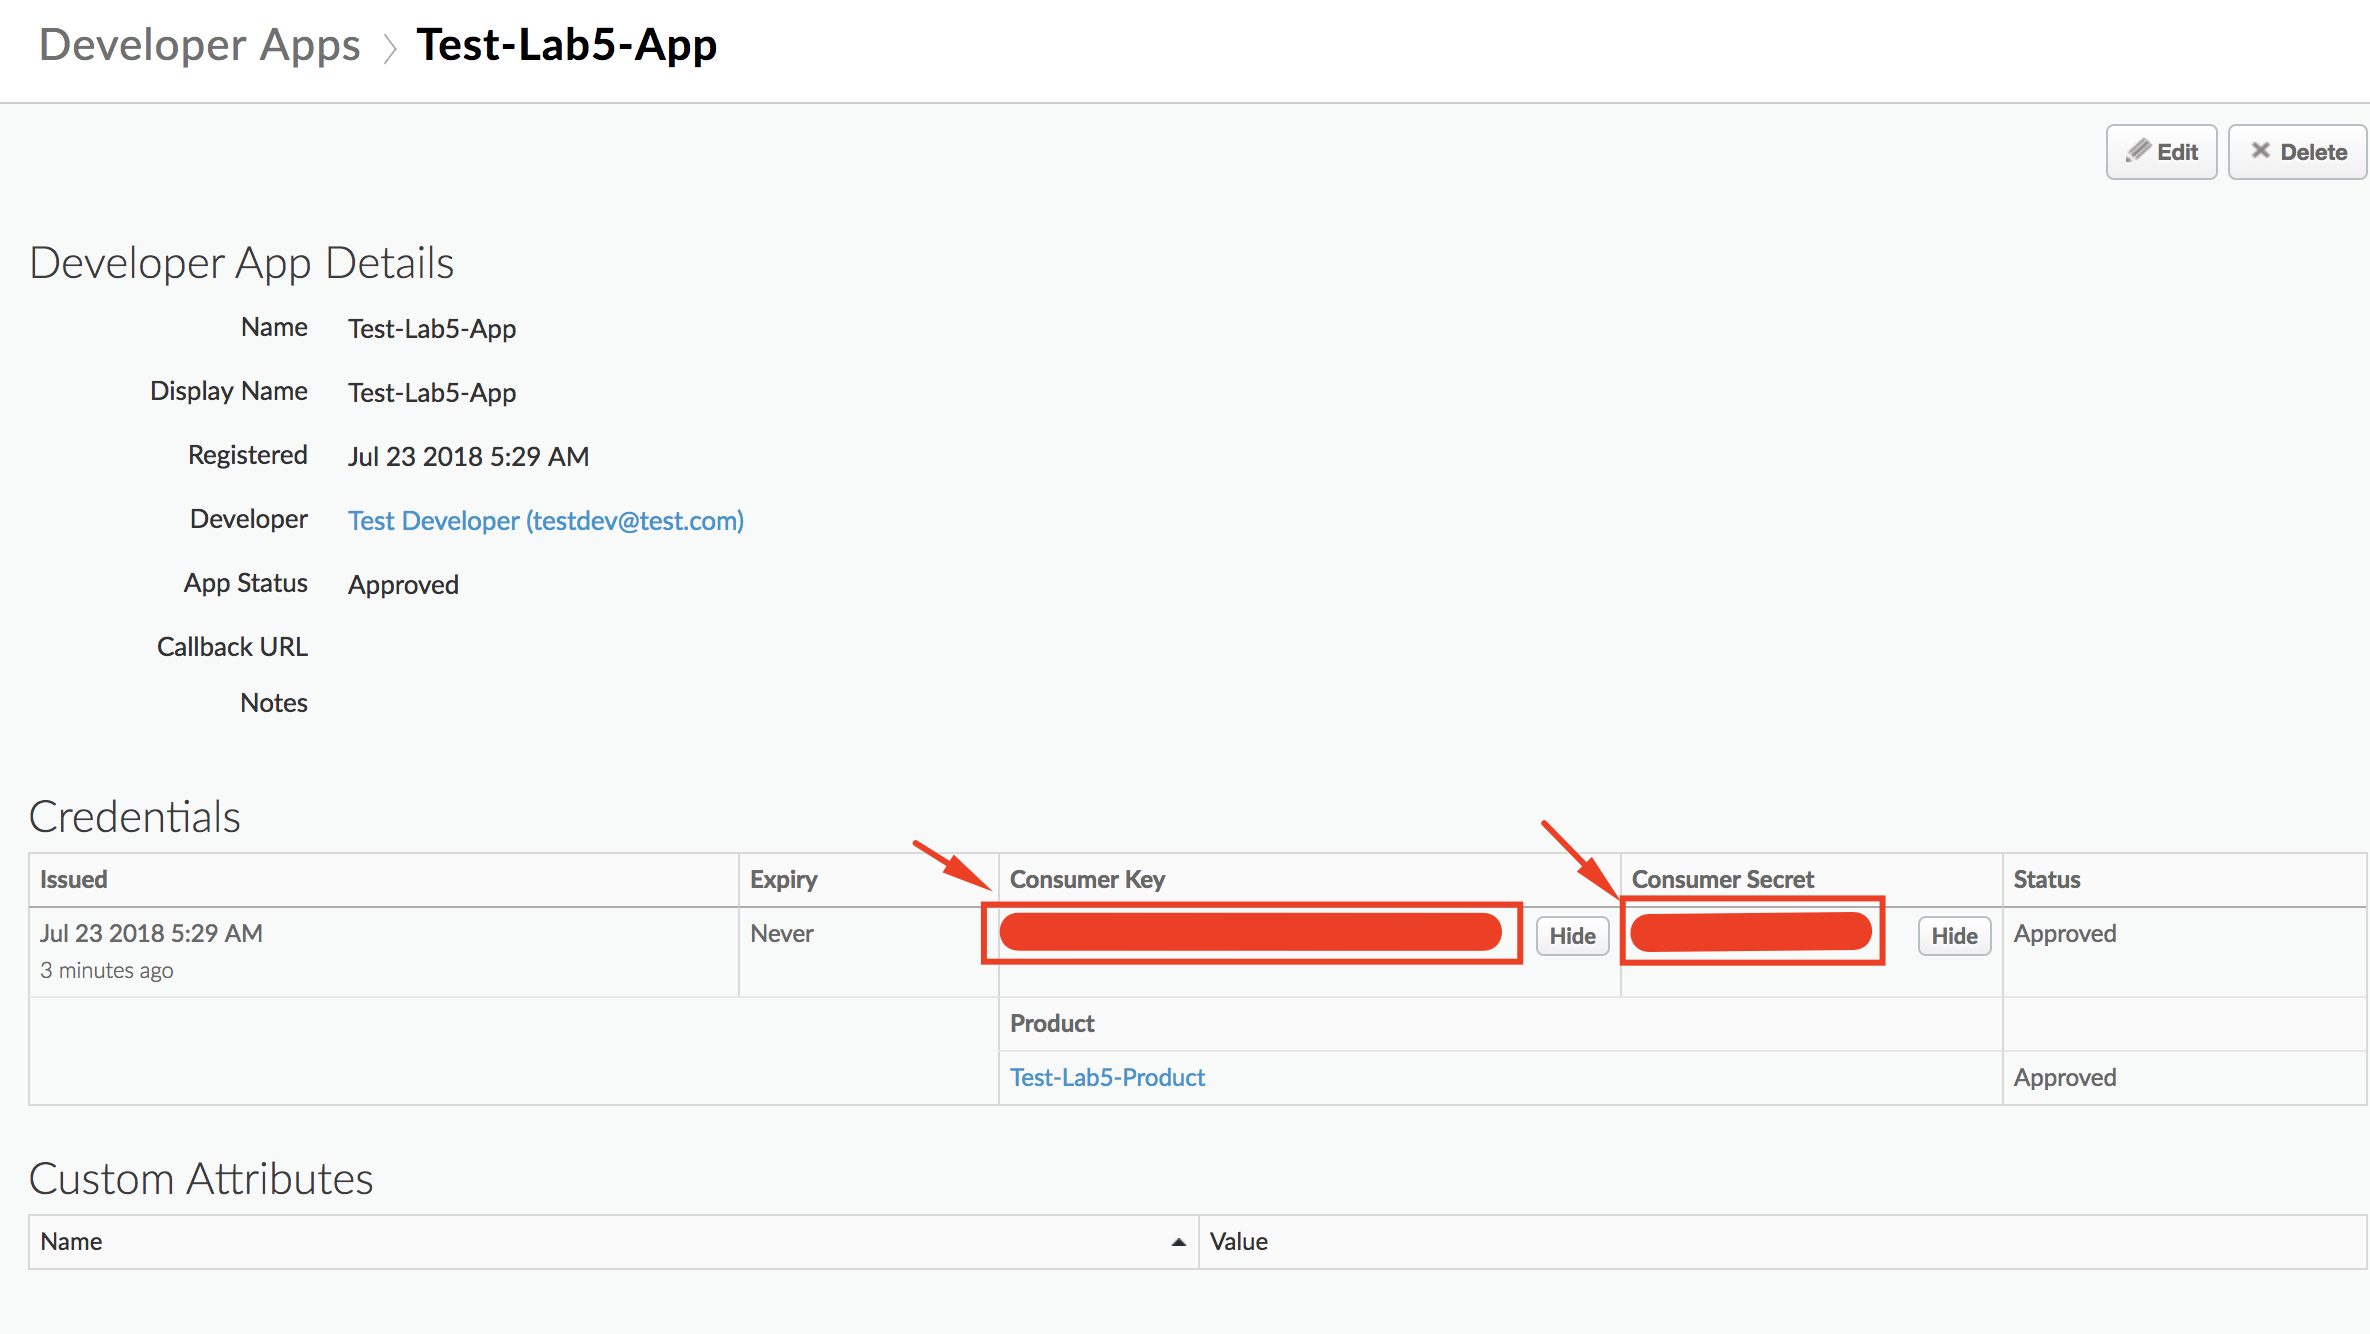 Developer Apps > Test-Lab5-App
Edit
Delete
Developer App Details
Name Test-Lab5-App
Display Name Test-Lab5-App
Registered Jul 23 2018 5:29 AM
Developer Test Developer (testdev@test.com)
App Status Approved
Callback URL
Notes
Credentials
Issued Expiry Consumer Key Consumer Secret Status
Jul 23 2018 5:29 AM Never Hide Hide Approved
3 minutes ago
Product
Test-Lab5-Product Approved
Custom Attributes
Name Value